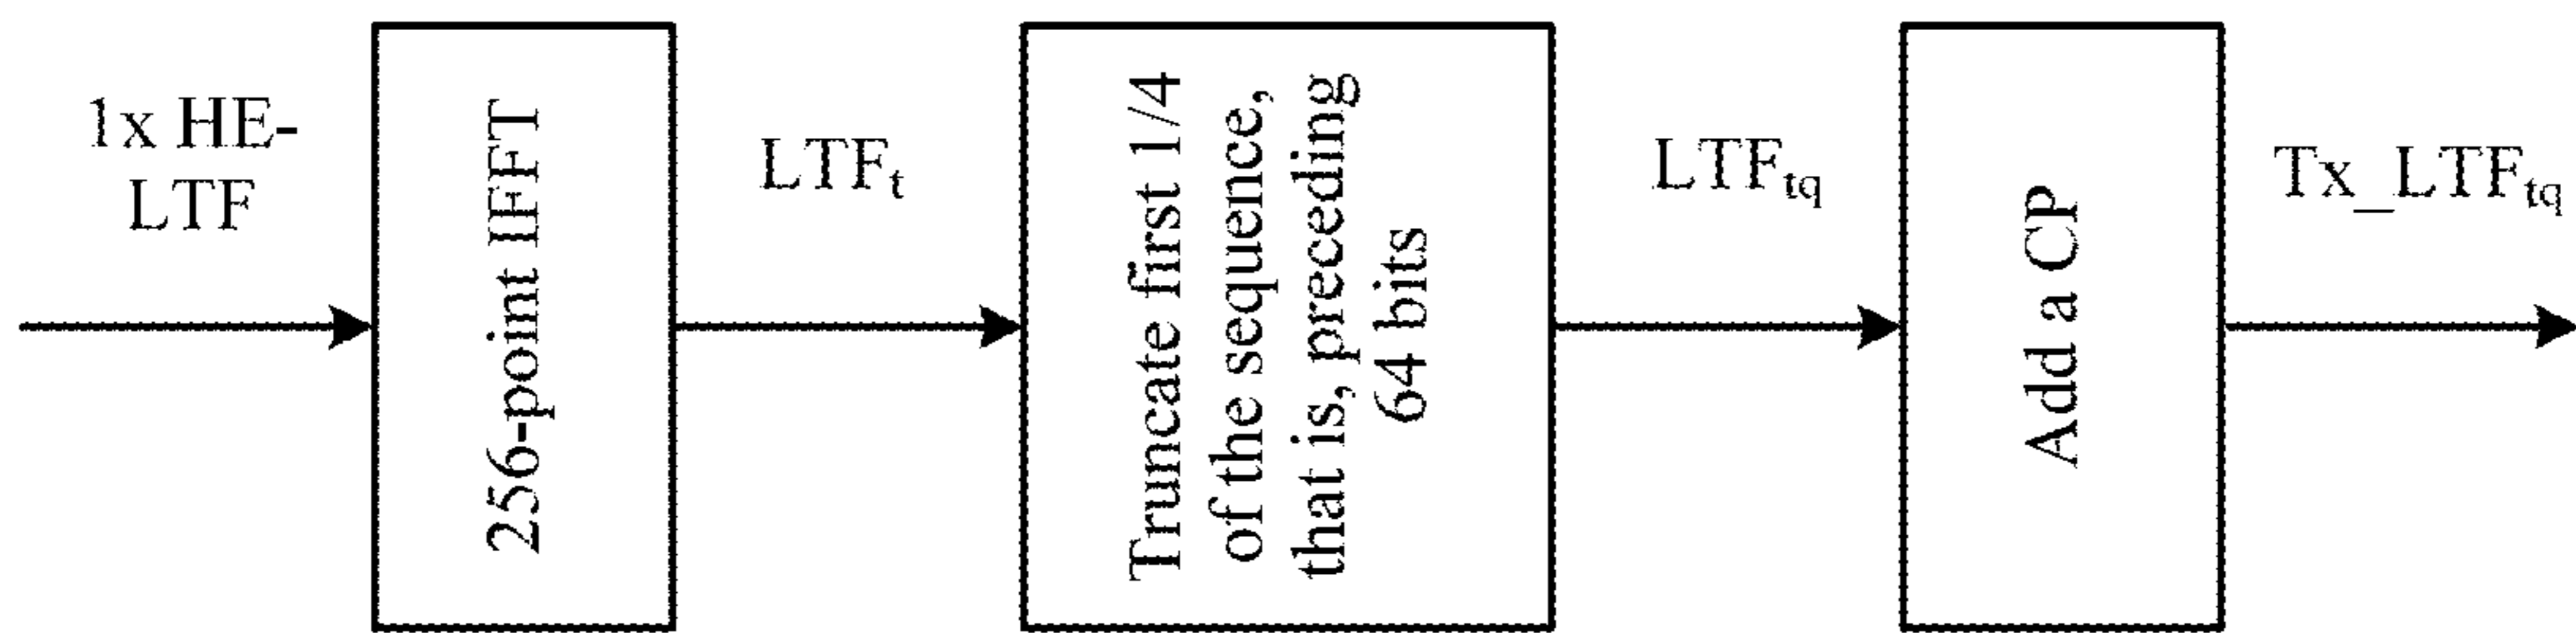 1x HE-
LTF
256-point IFFT
LTFt
Truncate first 1/4
of the sequence,
that is, preceding
64 bits
LTFtq
Add a CP
Tx_LTFtq